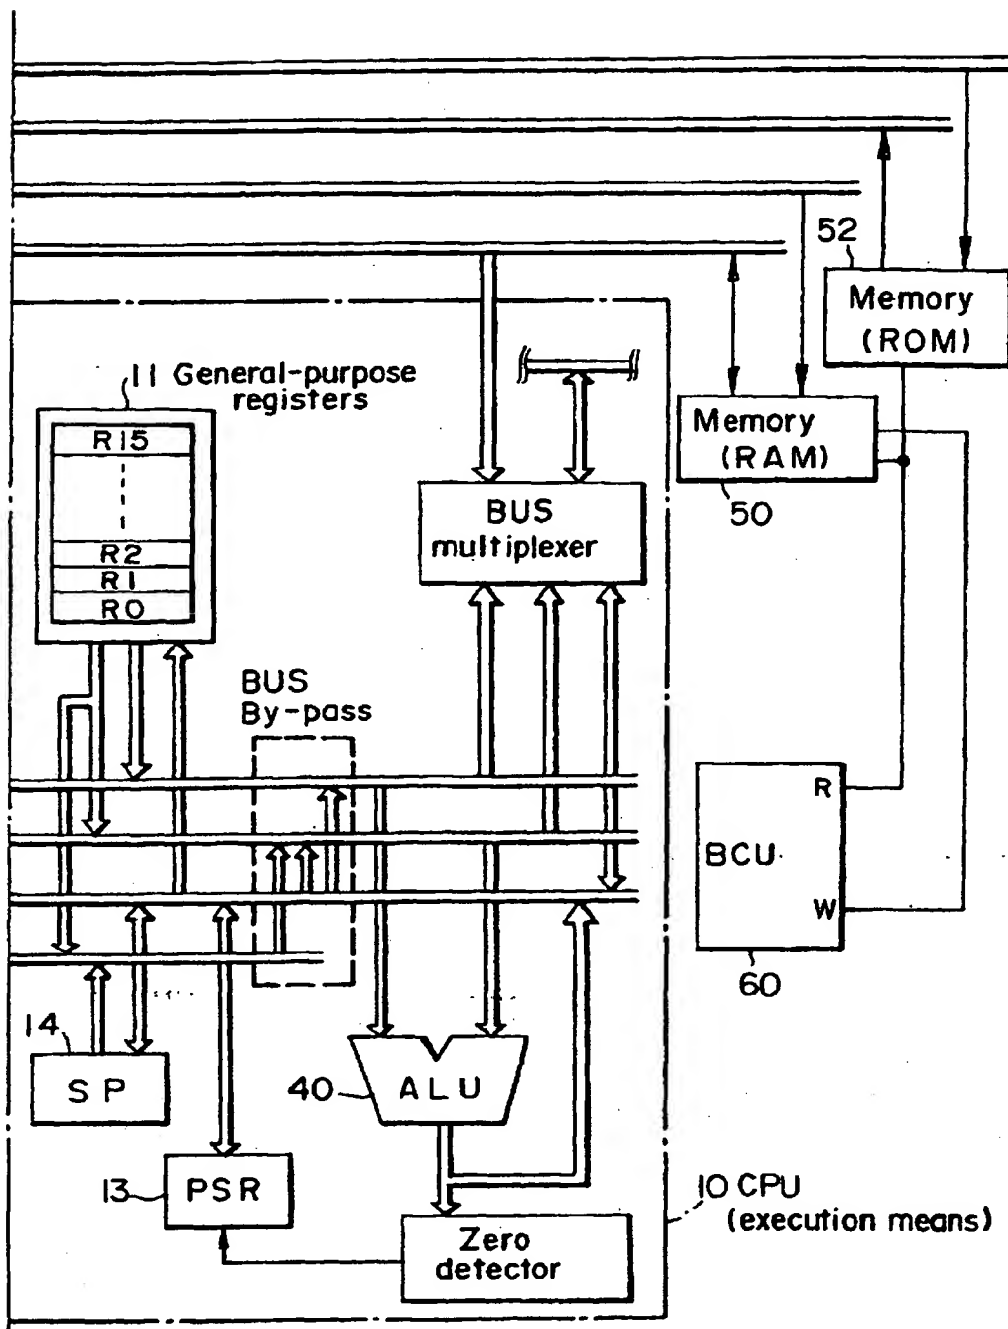 52
Memory
(ROM)
11 General-purpose
registers
R15
R2
R1
R0
Memory
(RAM)
50
BUS
multiplexer
BUS
By-pass
R
BCU
W
60
14
SP
40
ALU
13
PSR
10 CPU
(execution means)
Zero
detector